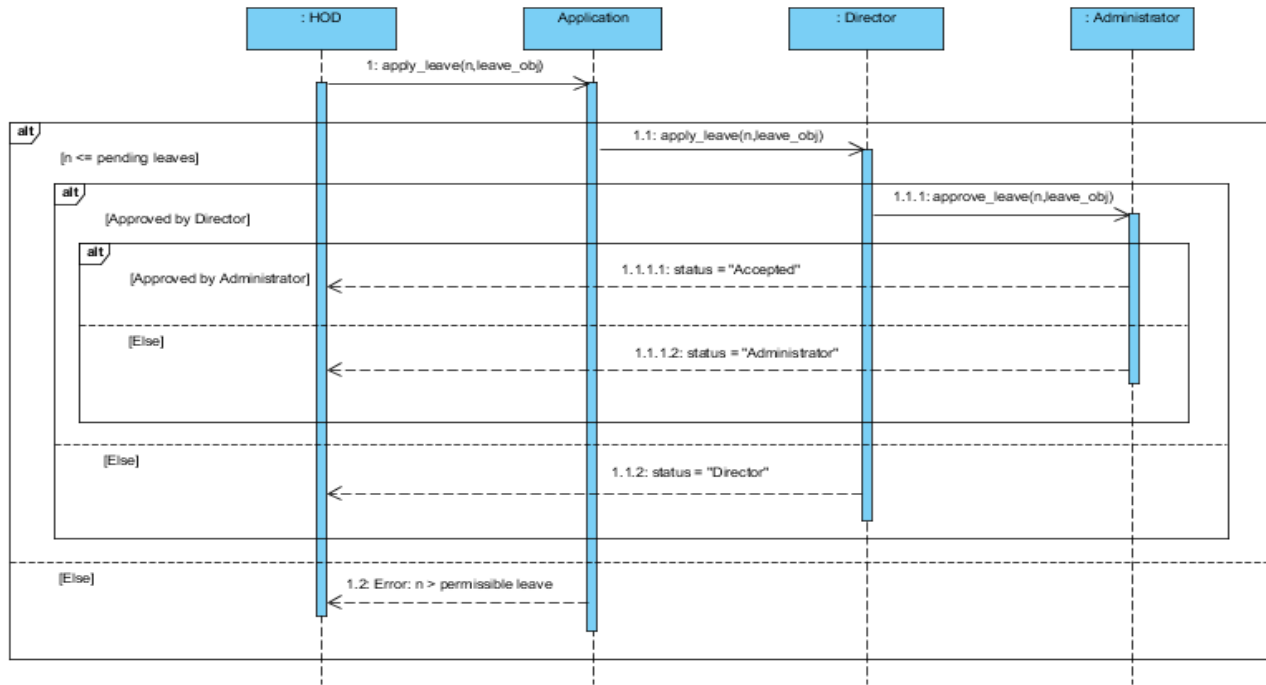 : HOD
Application
: Director
: Administrator
1: apply_leave(n,leave_obj)
alt
1.1: apply_leave(n,leave_obj)
[n <= pending leaves]
alt
1.1.1: approve_leave(n,leave_obj)
[Approved by Director]
alt
1.1.1.1: status = "Accepted"
[Approved by Administrator]
[Else]
1.1.1.2: status = "Administrator"
[Else]
1.1.2: status = "Director"
[Else]
1.2: Error: n > permissible leave